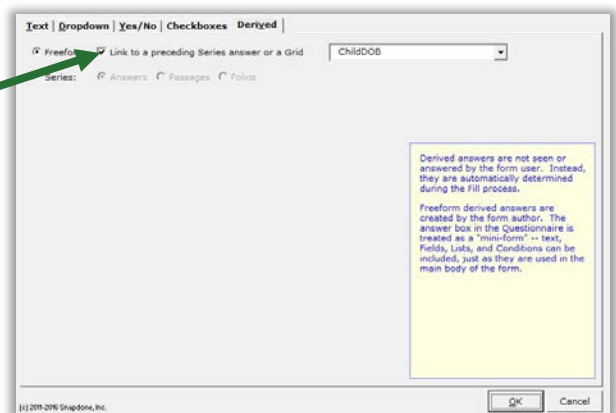 Text | Dropdown | Yes/No | Checkboxes Derived
Link to a preceding Series answer or a Grid ChildDOB
Series: Answers Passages Folios
Derived answers are not seen or
answered by the form user. Instead,
they are automatically determined
during the Fill process.
Freeform derived answers are
created by the form author. The
answer box in the Questionnaire is
treated as a "mini-form" -- text,
Fields, Lists, and Conditions can be
included, just as they are used in the
main body of the form.
(c) 2011-2016 Snapdone, Inc.
OK Cancel